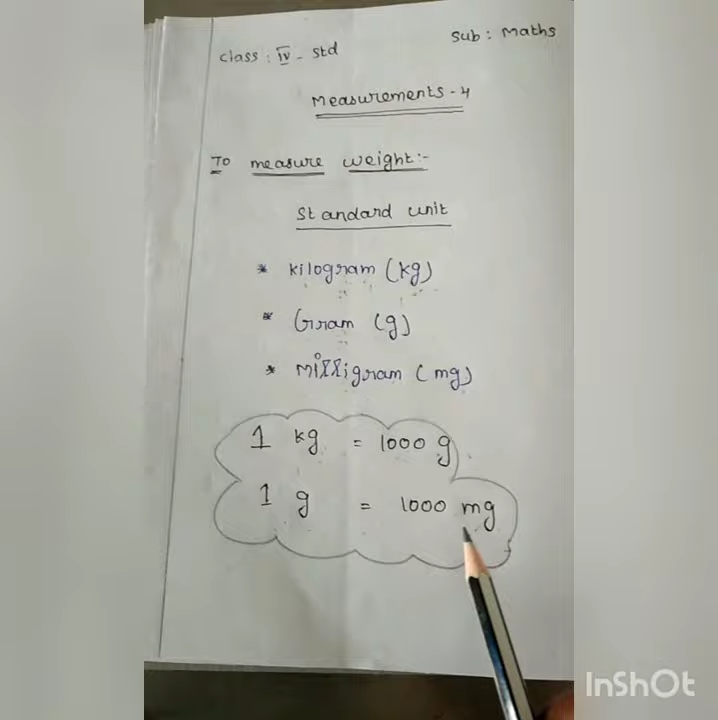 Class : IV - Std
Sub : Maths
Measurements - 4
To measure weight :-
Standard unit
* Kilogram (kg)
* Gram (g)
* Milligram (mg)
1 kg = 1000 g
1 g = 1000 mg
InShOt